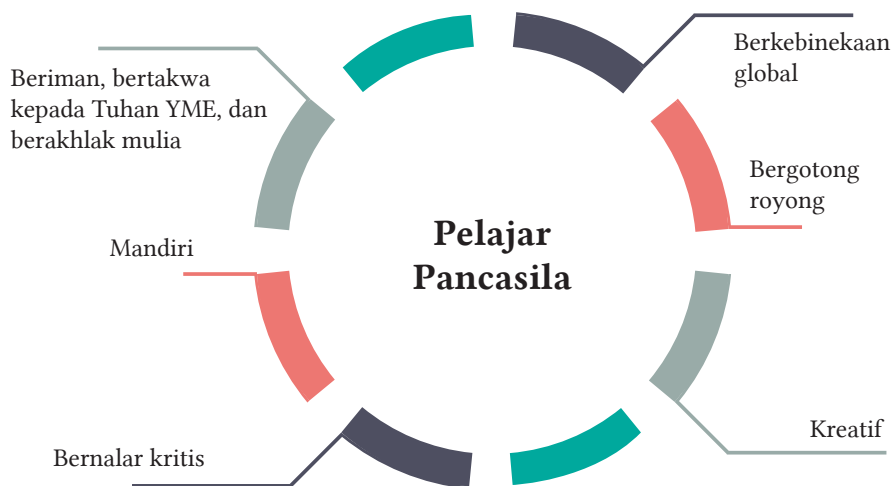 Beriman, bertakwa
kepada Tuhan YME, dan
berakhlak mulia
Berkebinekaan
global
Bergotong
royong
Mandiri
Pelajar
Pancasila
Bernalar kritis
Kreatif